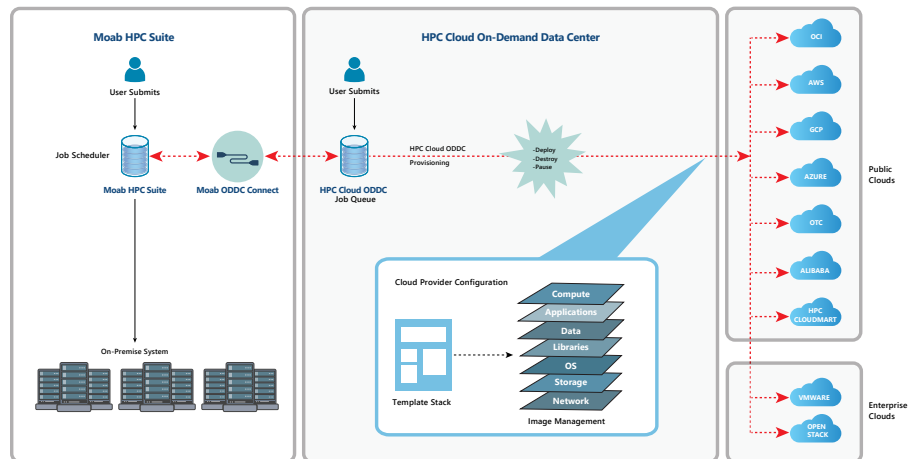 Moab HPC Suite
User Submits
Job Scheduler
Moab HPC Suite
Moab ODDC Connect
On-Premise System
HPC Cloud On-Demand Data Center
User Submits
HPC Cloud ODDC
Job Queue
HPC Cloud ODDC
Provisioning
-Deploy
-Destroy
-Pause
Cloud Provider Configuration
Template Stack
Compute
Applications
Data
Libraries
OS
Storage
Network
Image Management
OCI
AWS
GCP
AZURE
OTC
ALIBABA
HPC
CLOUDMART
Public
Clouds
VMWARE
OPEN
STACK
Enterprise
Clouds